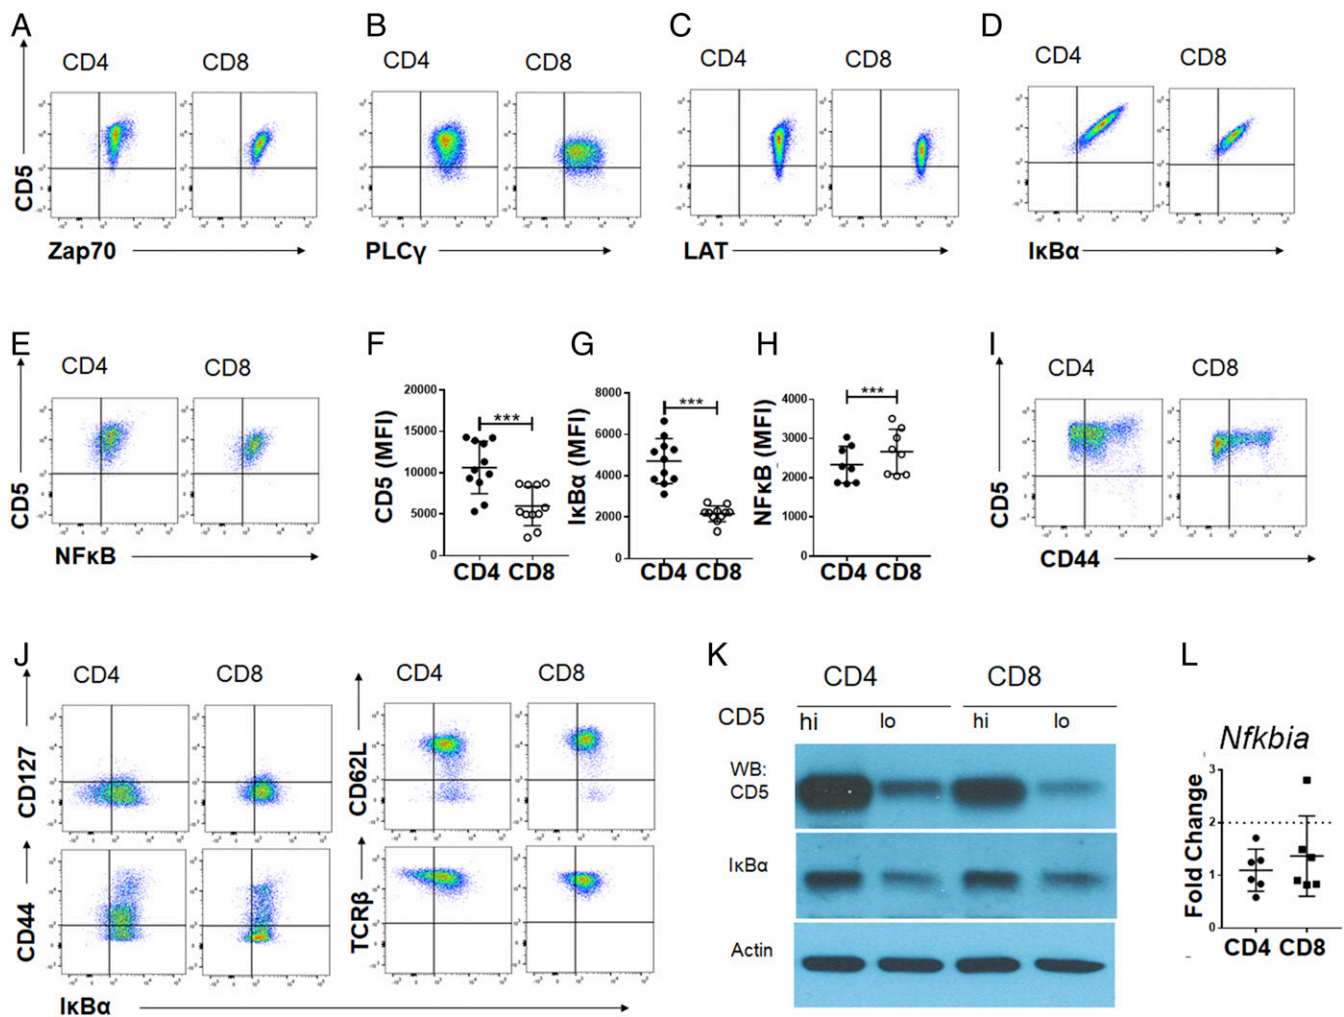 A B C D
CD4 CD8 CD4 CD8 CD4 CD8 CD4 CD8
CD5
Zap70 PLCγ LAT IκBα
E F G H I
CD4 CD8 CD4 CD8
CD5
NFκB
CD5 (MFI)
20000
15000
10000
5000
0
***
CD4 CD8
IκBα (MFI)
8000
6000
4000
2000
0
***
CD4 CD8
NFκB (MFI)
4000
3000
2000
1000
0
***
CD4 CD8
CD5
CD44
J K L
CD4 CD8 CD4 CD8
CD127
CD62L
CD44
TCRβ
IκBα
CD4 CD8
CD5 hi lo hi lo
WB:
CD5
IκBα
Actin
Nfkbia
Fold Change
3
2
1
0
CD4 CD8